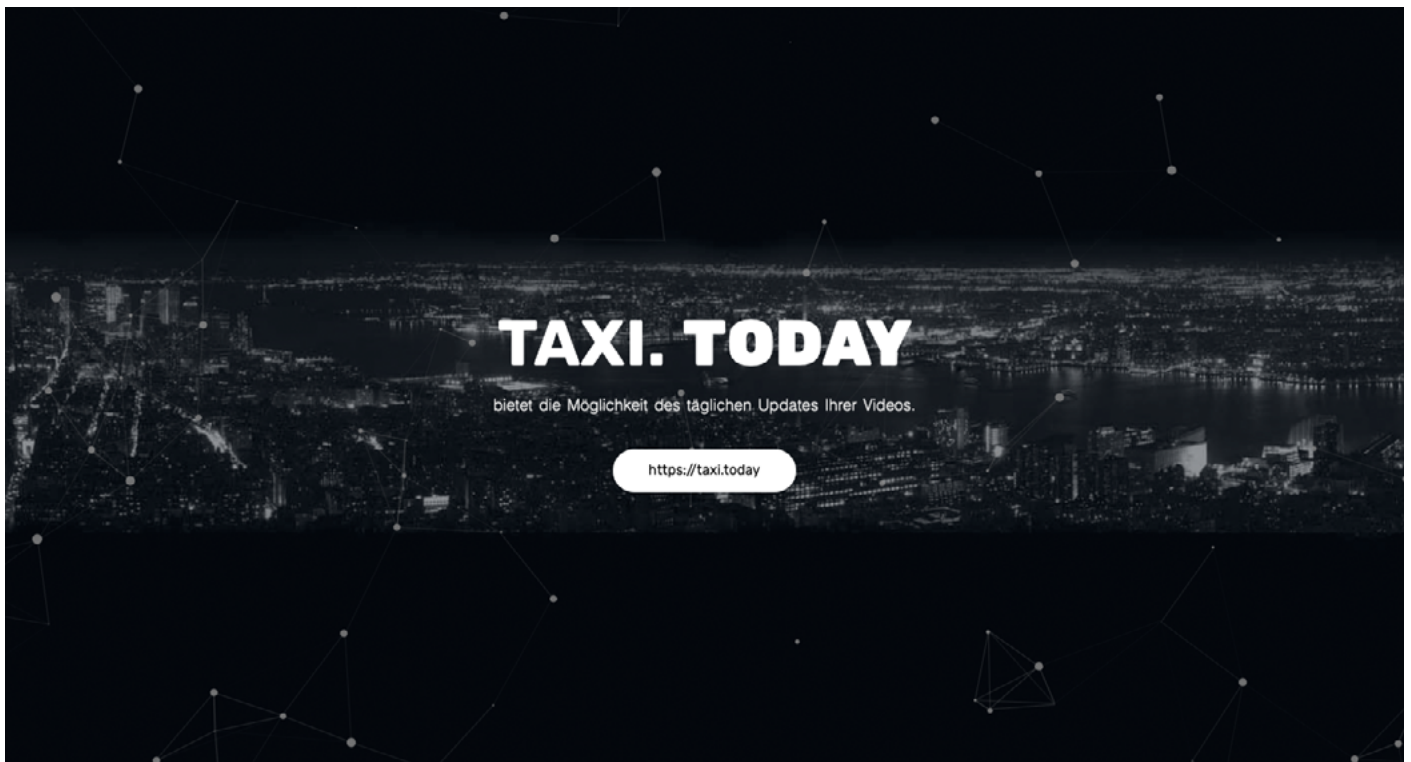 TAXI. TODAY
bietet die Möglichkeit des täglichen Updates Ihrer Videos.
https://taxi.today